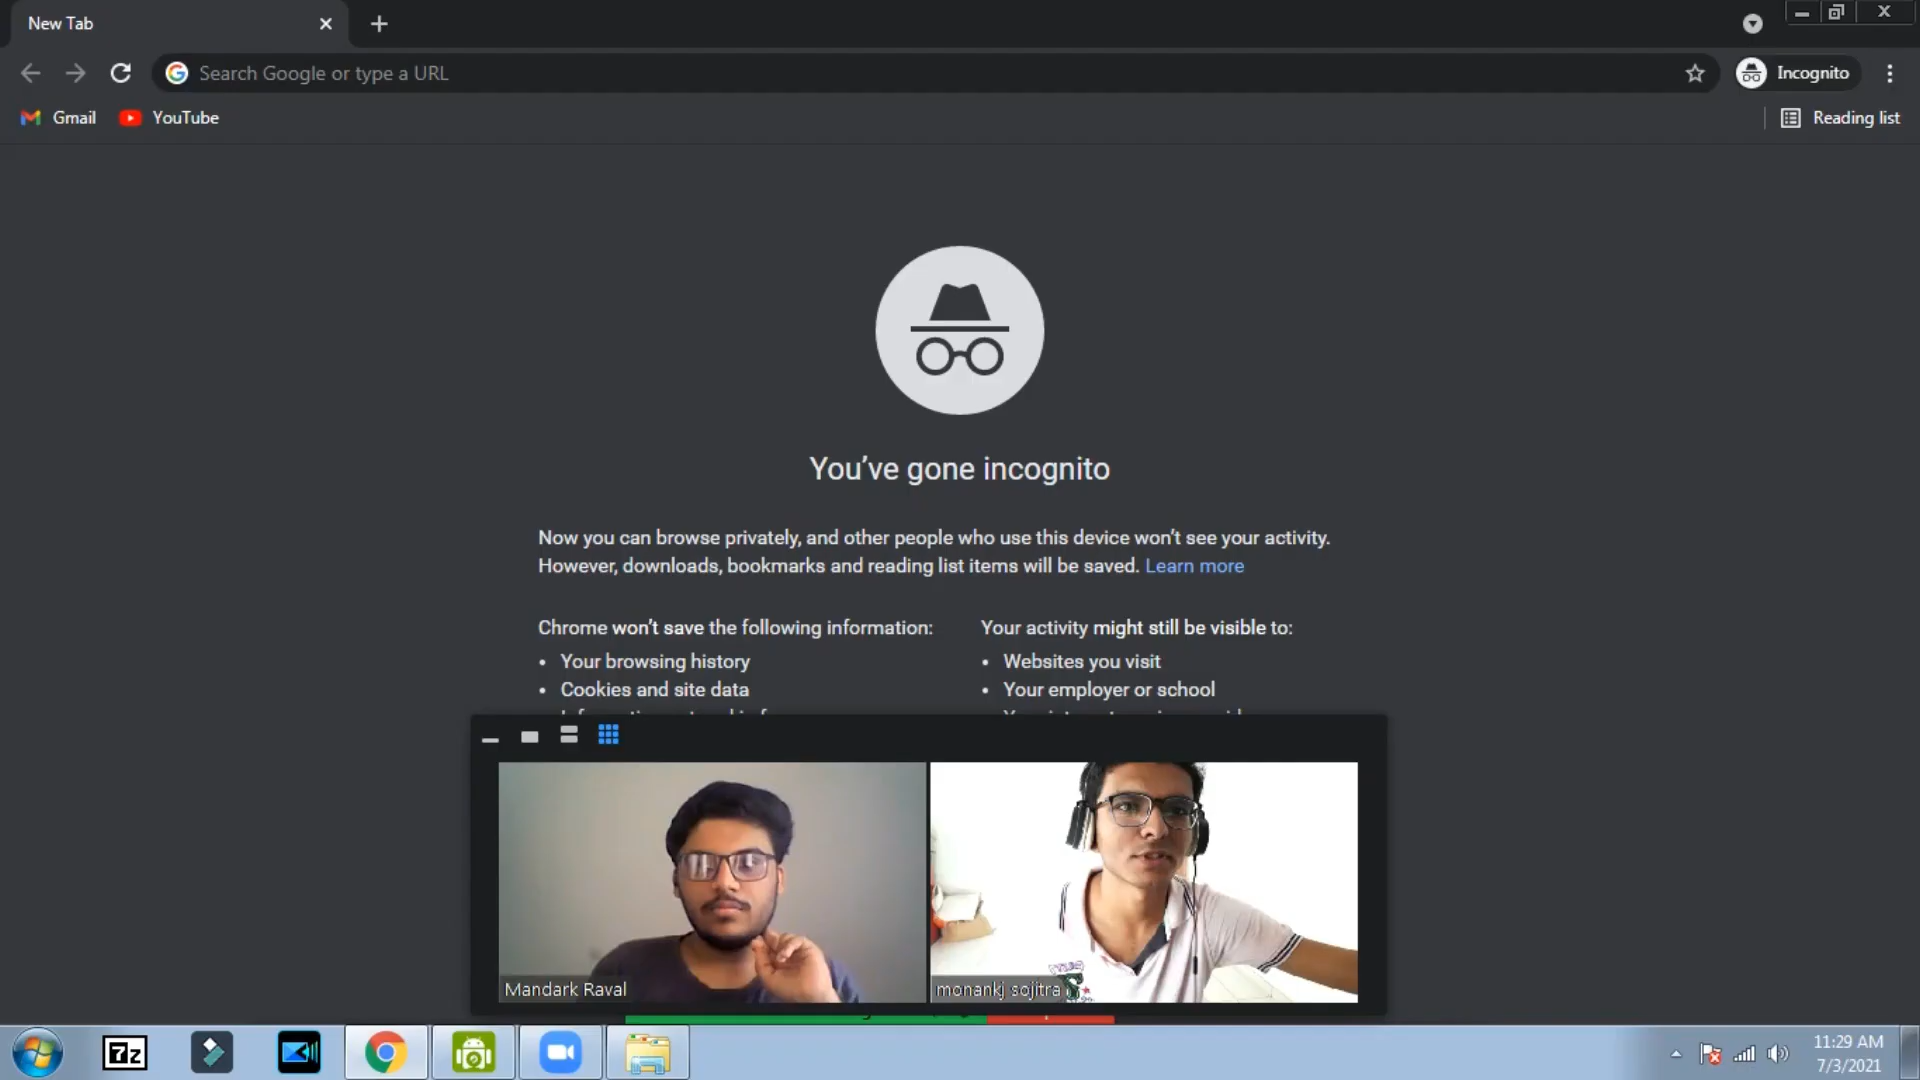 New Tab
Search Google or type a URL
Incognito
Gmail
YouTube
Reading list
You've gone incognito
Now you can browse privately, and other people who use this device won't see your activity.
However, downloads, bookmarks and reading list items will be saved. Learn more
Chrome won't save the following information:
• Your browsing history
• Cookies and site data
Your activity might still be visible to:
• Websites you visit
• Your employer or school
Mandark Raval
monankj sojitra
7z
11:29 AM
7/3/2021